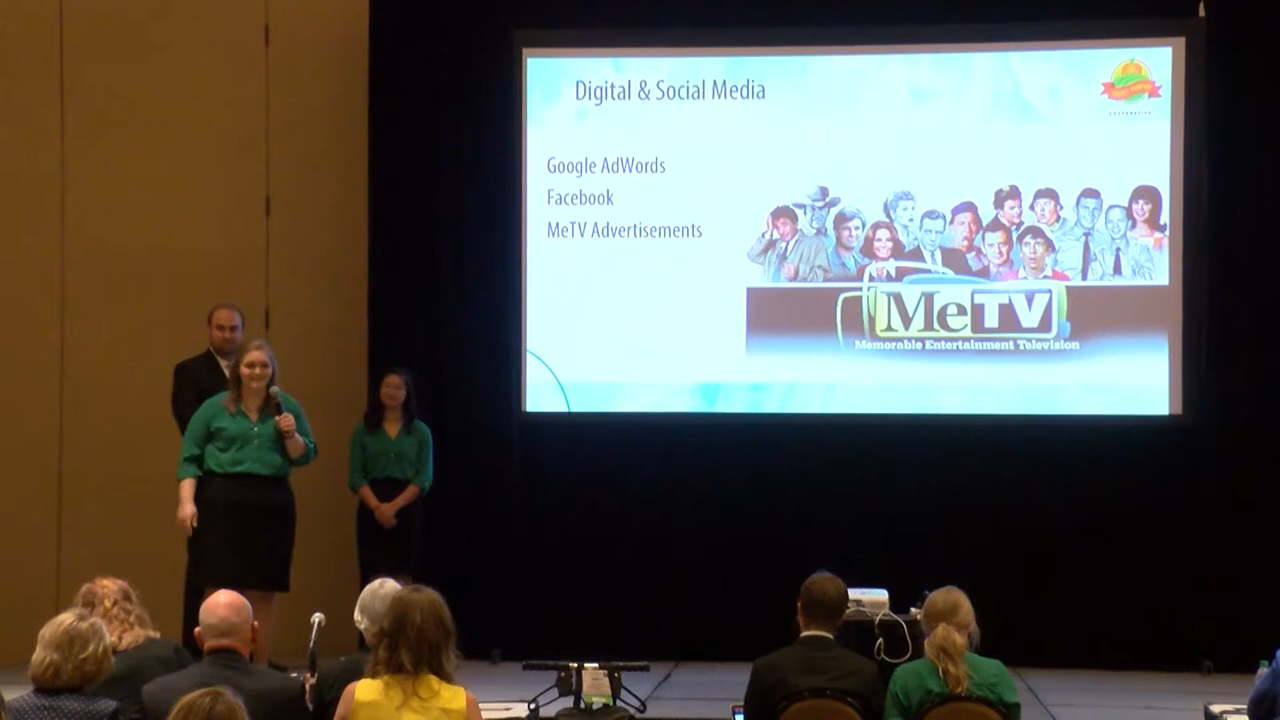 Digital & Social Media
Google AdWords
Facebook
MeTV Advertisements
MeTV
Memorable Entertainment Television